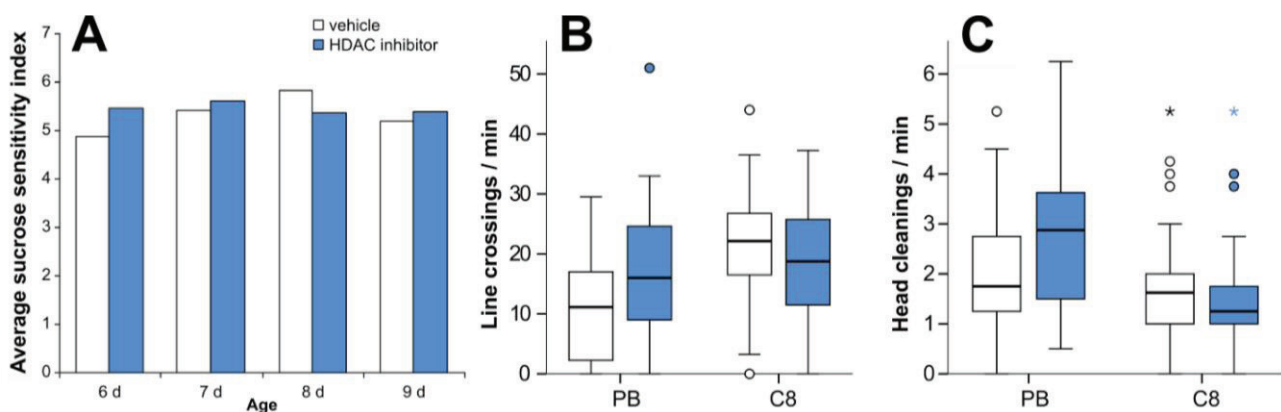 A
vehicle
HDAC inhibitor
Average sucrose sensitivity index
7
6
5
4
3
2
1
0
6 d 7 d 8 d 9 d
Age
B
Line crossings / min
50
40
30
20
10
0
PB C8
C
Head cleanings / min
6
5
4
3
2
1
0
PB C8